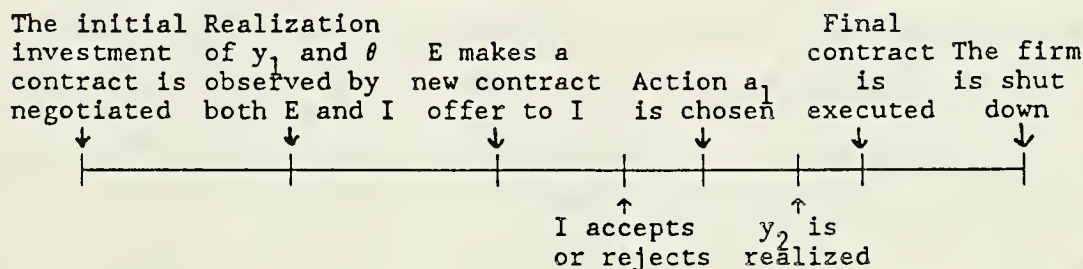 The initial
investment
contract is
negotiated
Realization
of y₁ and θ
observed by
both E and I
E makes a
new contract
offer to I
Action a₁
is chosen
Final
contract
is
executed
The firm
is shut
down
I accepts
or rejects
y₂ is
realized